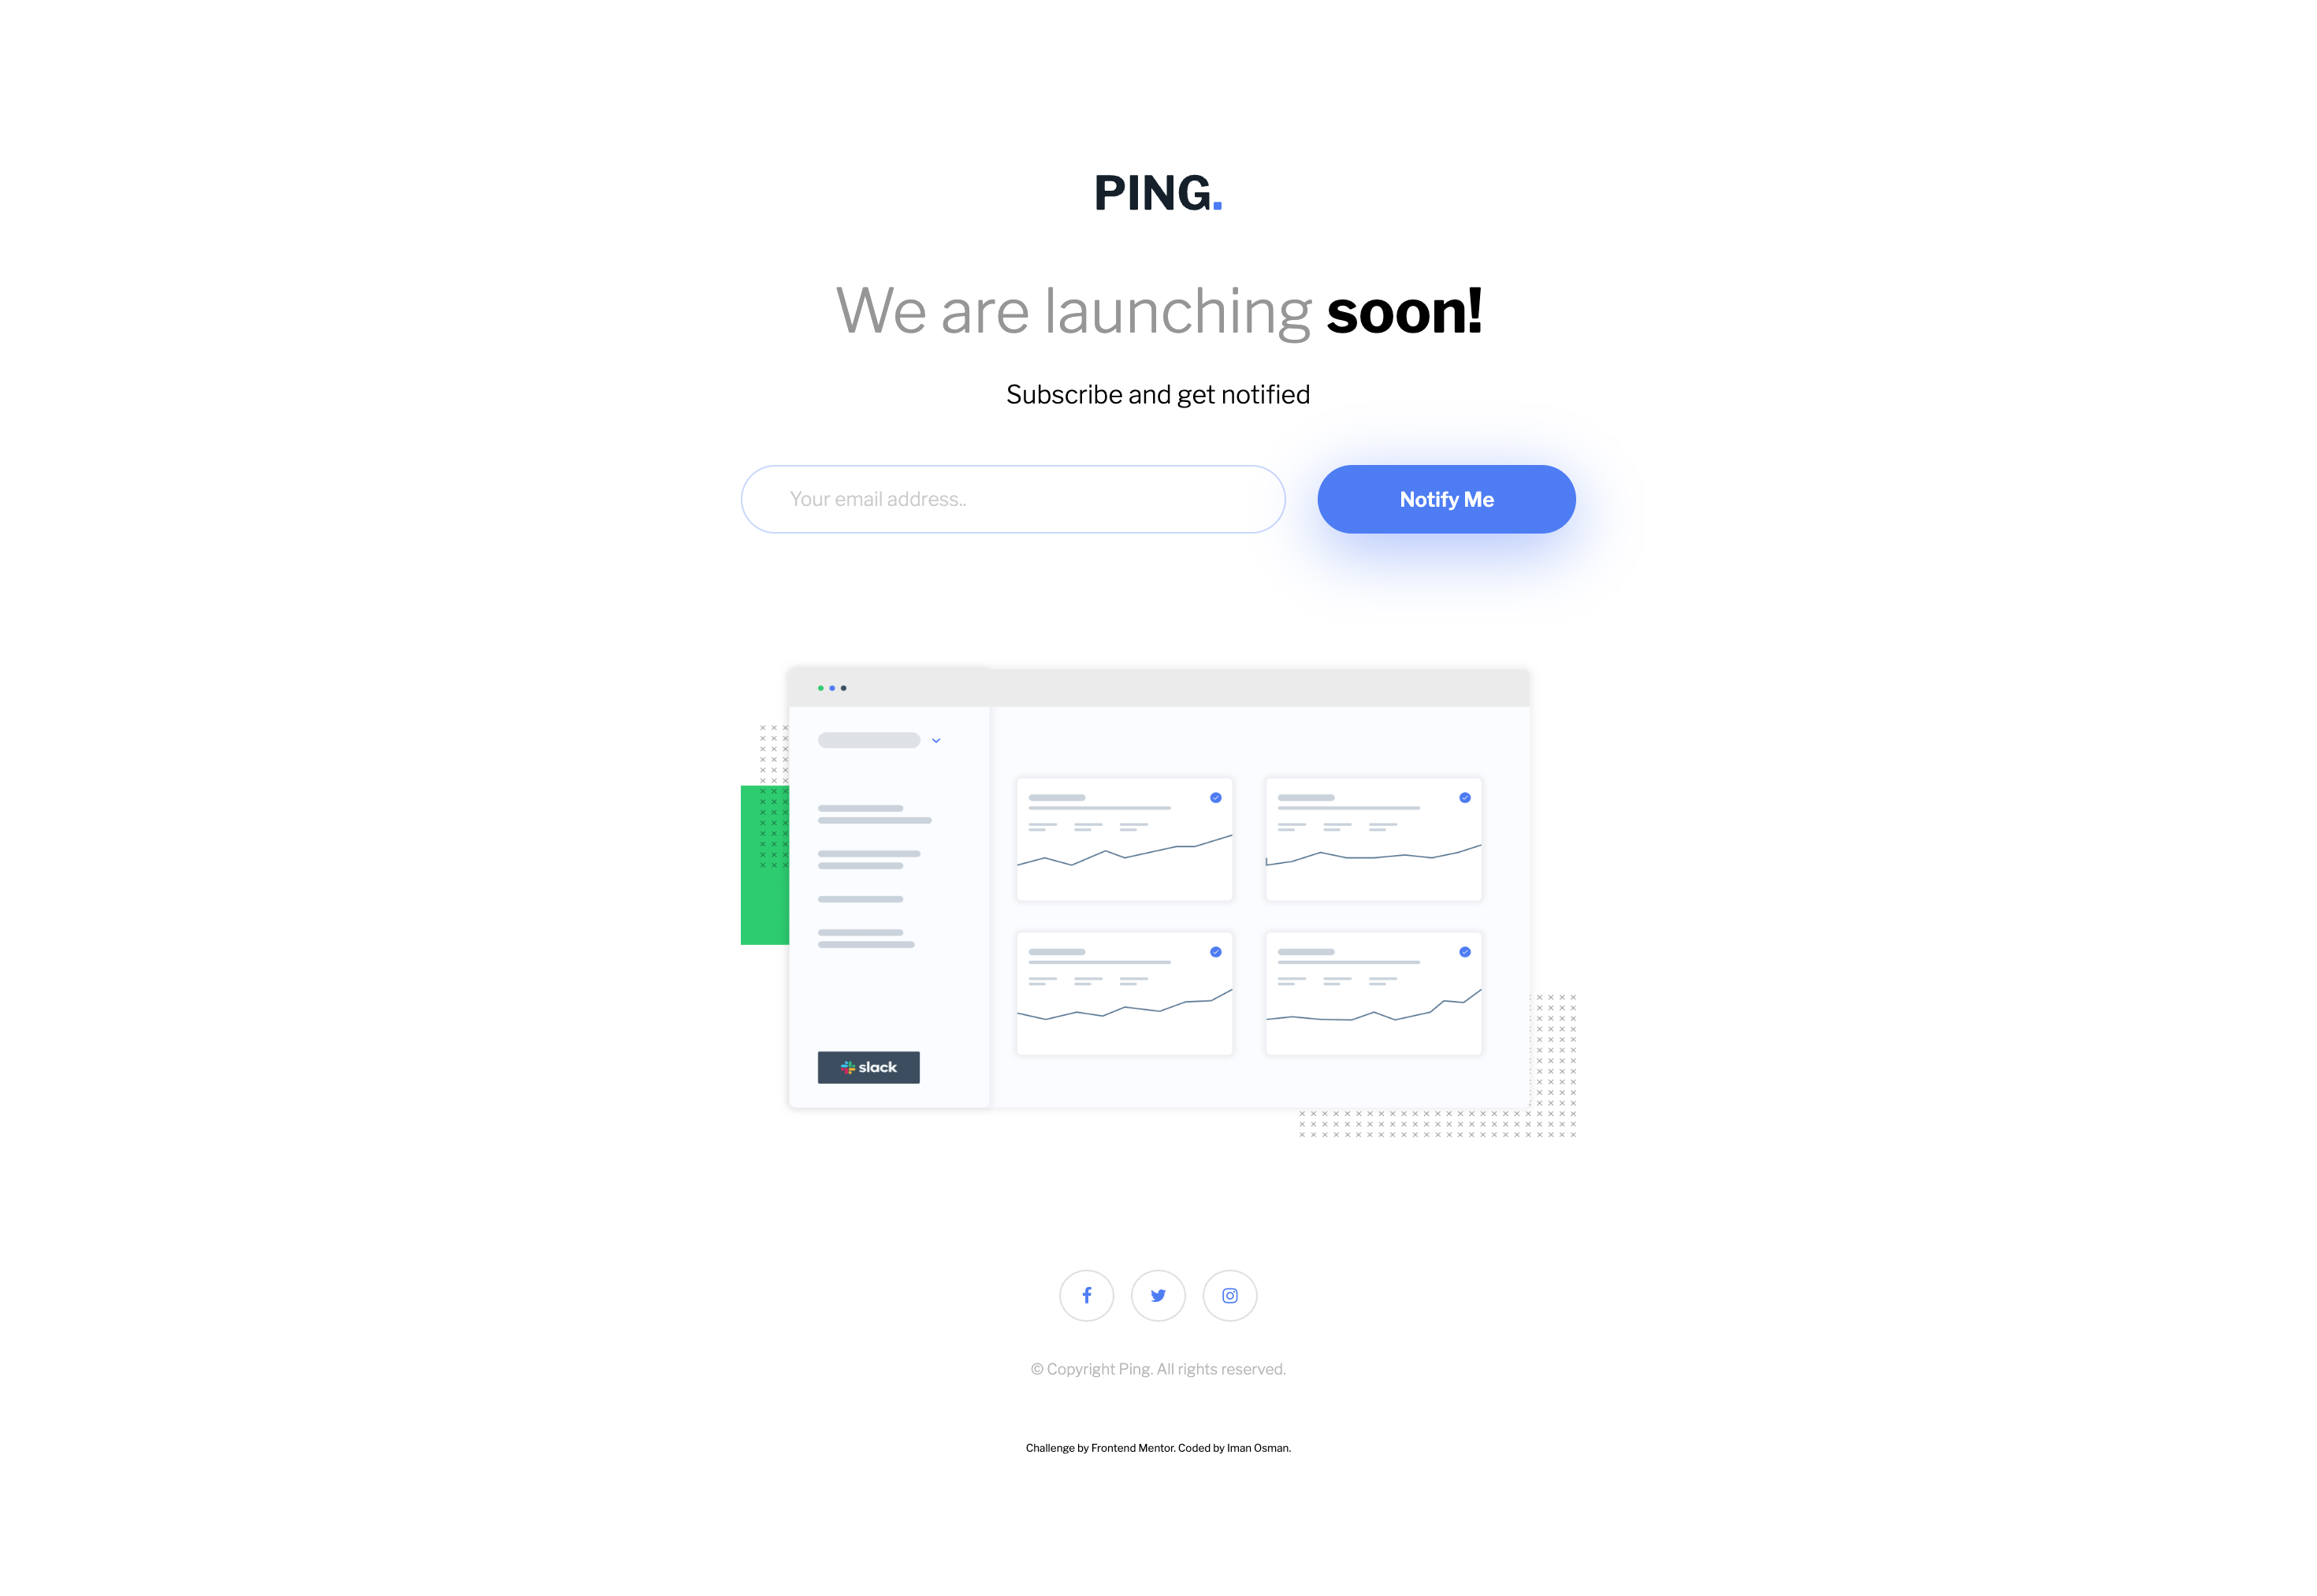 PING.
We are launching soon!
Subscribe and get notified
Your email address..
Notify Me
slack
© Copyright Ping. All rights reserved.
Challenge by Frontend Mentor. Coded by Iman Osman.